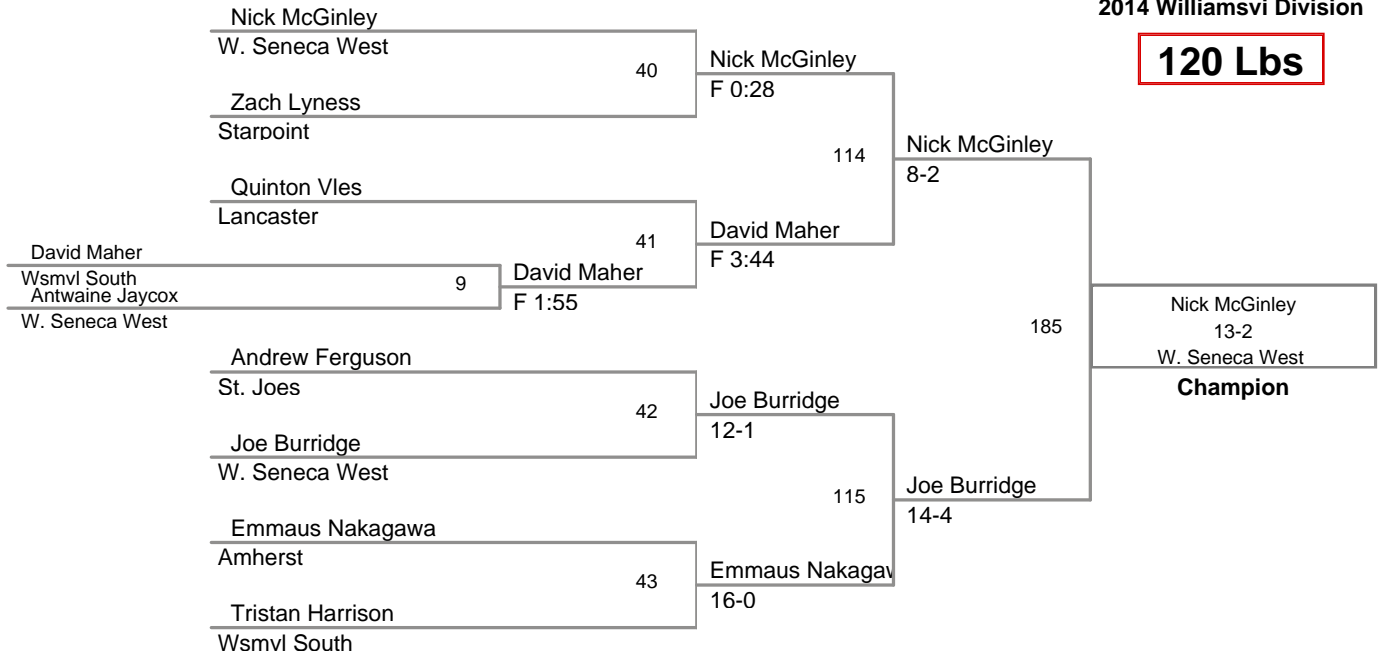 2014 Williamsvi Division
120 Lbs
Nick McGinley
W. Seneca West
40
Zach Lyness
Starpoint
Nick McGinley
F 0:28
114
Nick McGinley
8-2
Quinton Vles
Lancaster
41
David Maher
F 3:44
David Maher
Wsmvl South
9
Antwaine Jaycox
W. Seneca West
David Maher
F 1:55
185
Nick McGinley
13-2
W. Seneca West
Champion
Andrew Ferguson
St. Joes
42
Joe Burridge
W. Seneca West
Joe Burridge
12-1
115
Joe Burridge
14-4
Emmaus Nakagawa
Amherst
43
Tristan Harrison
Wsmvl South
Emmaus Nakagav
16-0